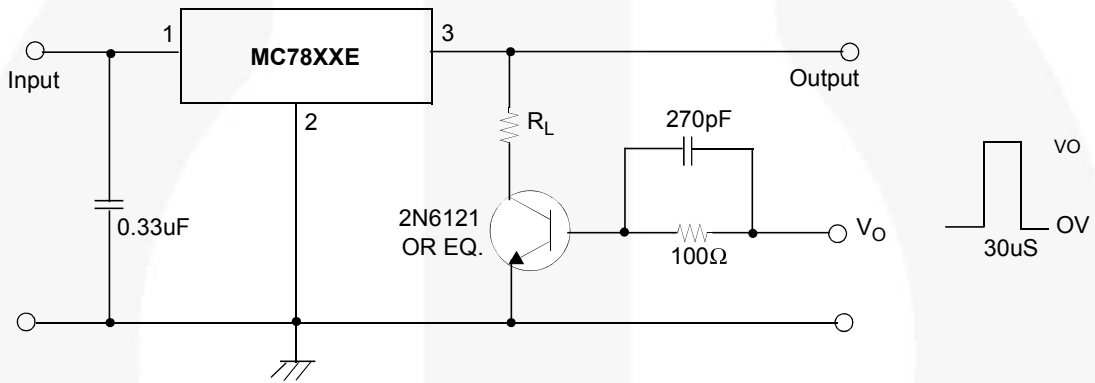 1
MC78XXE
3
Input
Output
2
R_L
270pF
VO
0.33uF
2N6121
OR EQ.
V_O
OV
100Ω
30uS